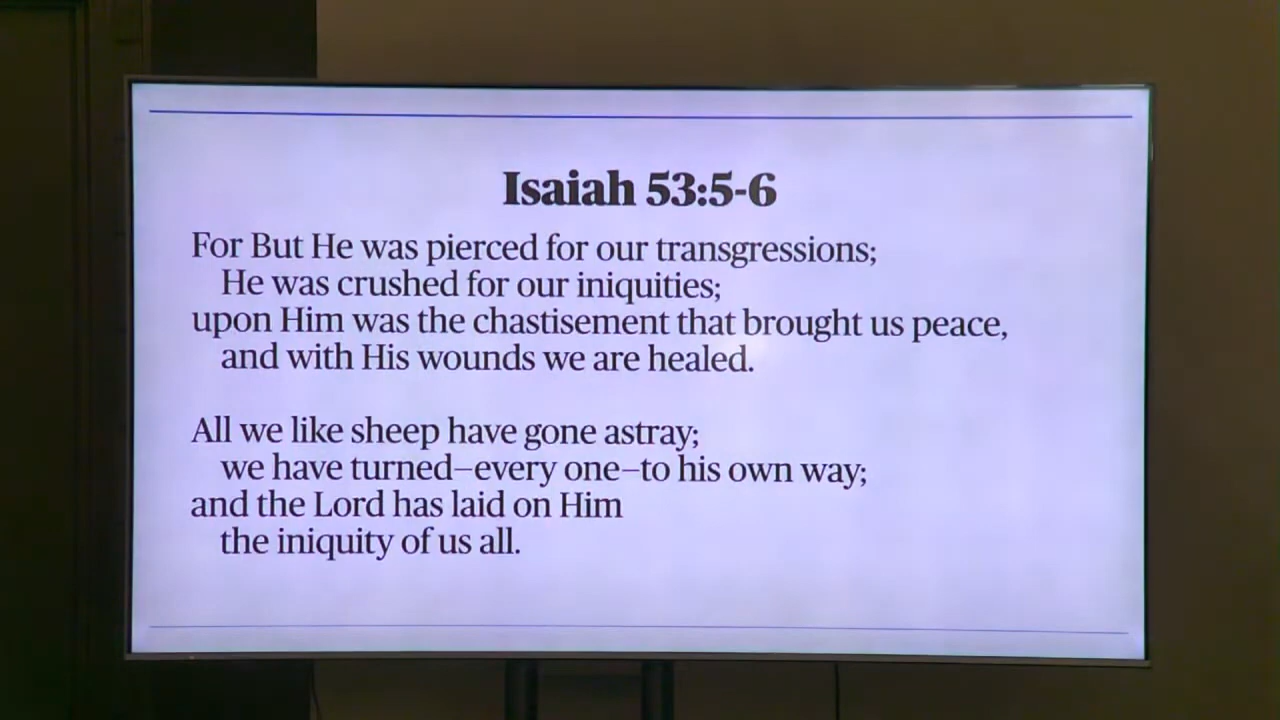 Isaiah 53:5-6
For But He was pierced for our transgressions;
He was crushed for our iniquities;
upon Him was the chastisement that brought us peace,
and with His wounds we are healed.
All we like sheep have gone astray;
we have turned—every one—to his own way;
and the Lord has laid on Him
the iniquity of us all.